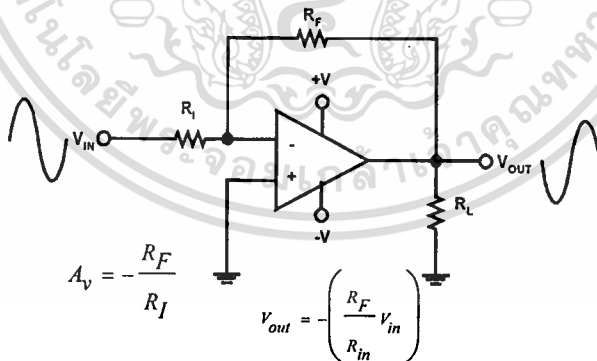 R_F
+V
R_I
V_IN
-
+
V_OUT
R_L
-V
A_v = - R_F / R_I
V_out = -( R_F / R_in V_in )